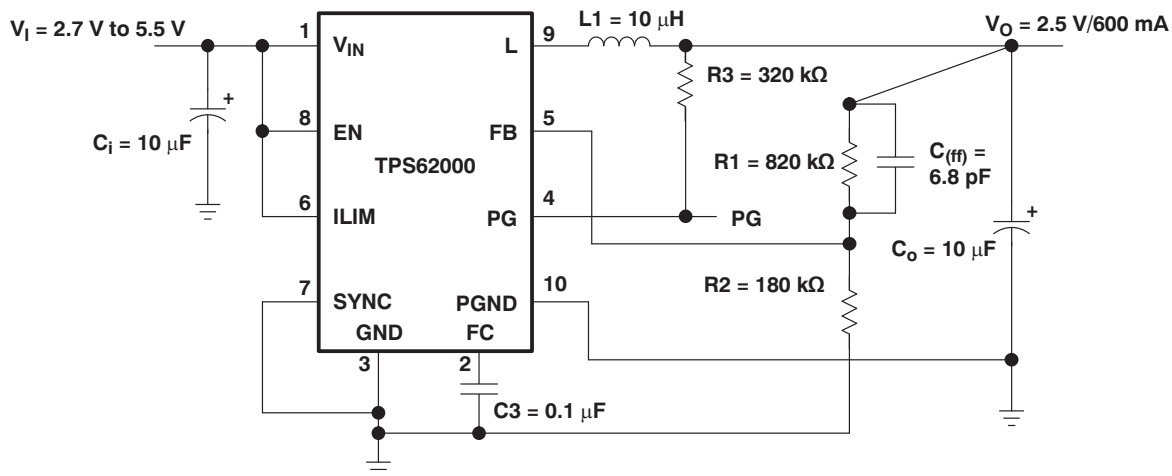 V_I = 2.7 V to 5.5 V
1
V_IN
L
9
L1 = 10 μH
V_O = 2.5 V/600 mA
R3 = 320 kΩ
+
C_i = 10 μF
8
EN
FB
5
TPS62000
R1 = 820 kΩ
C_(ff) =
6.8 pF
6
ILIM
PG
4
PG
+
C_o = 10 μF
7
SYNC
PGND
10
R2 = 180 kΩ
GND
FC
3
2
C3 = 0.1 μF